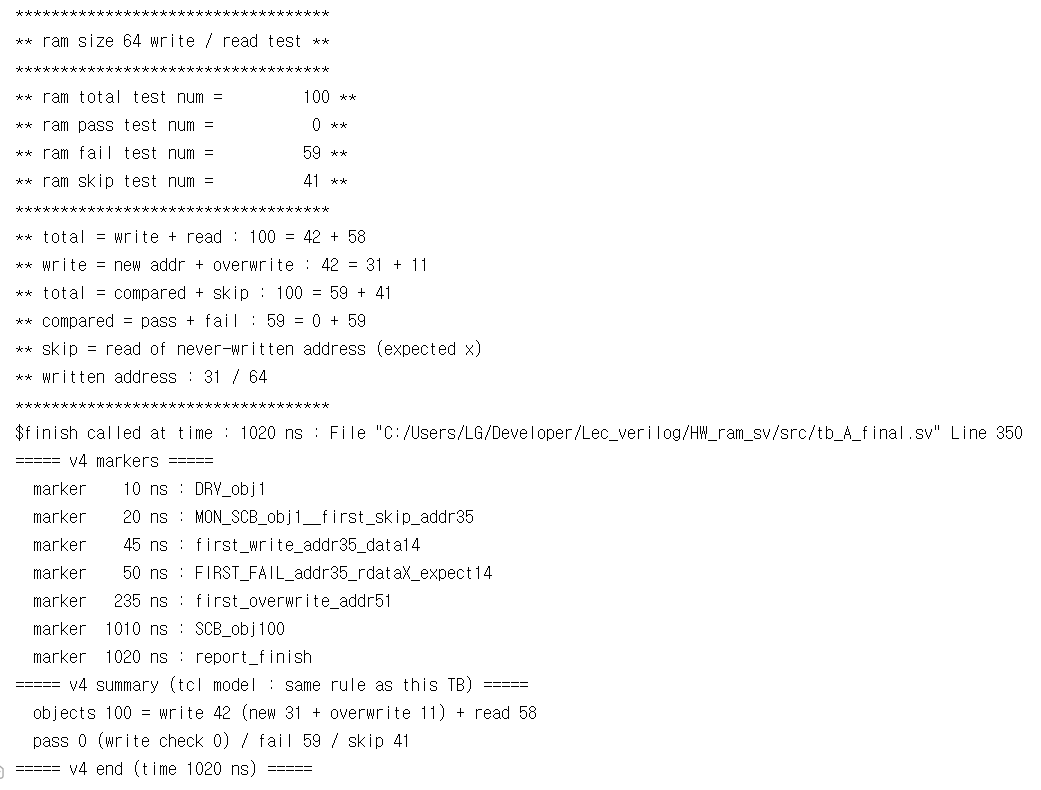 ***********************************
** ram size 64 write / read test **
***********************************
** ram total test num =         100 **
** ram pass test num =           0 **
** ram fail test num =          59 **
** ram skip test num =          41 **
***********************************
** total = write + read : 100 = 42 + 58
** write = new addr + overwrite : 42 = 31 + 11
** total = compared + skip : 100 = 59 + 41
** compared = pass + fail : 59 = 0 + 59
** skip = read of never-written address (expected x)
** written address : 31 / 64
***********************************
$finish called at time : 1020 ns : File "C:/Users/LG/Developer/Lec_verilog/HW_ram_sv/src/tb_A_final.sv" Line 350
===== v4 markers =====
  marker    10 ns : DRV_obj1
  marker    20 ns : MON_SCB_obj1__first_skip_addr35
  marker    45 ns : first_write_addr35_data14
  marker    50 ns : FIRST_FAIL_addr35_rdataX_expect14
  marker   235 ns : first_overwrite_addr51
  marker  1010 ns : SCB_obj100
  marker  1020 ns : report_finish
===== v4 summary (tcl model : same rule as this TB) =====
  objects 100 = write 42 (new 31 + overwrite 11) + read 58
  pass 0 (write check 0) / fail 59 / skip 41
===== v4 end (time 1020 ns) =====